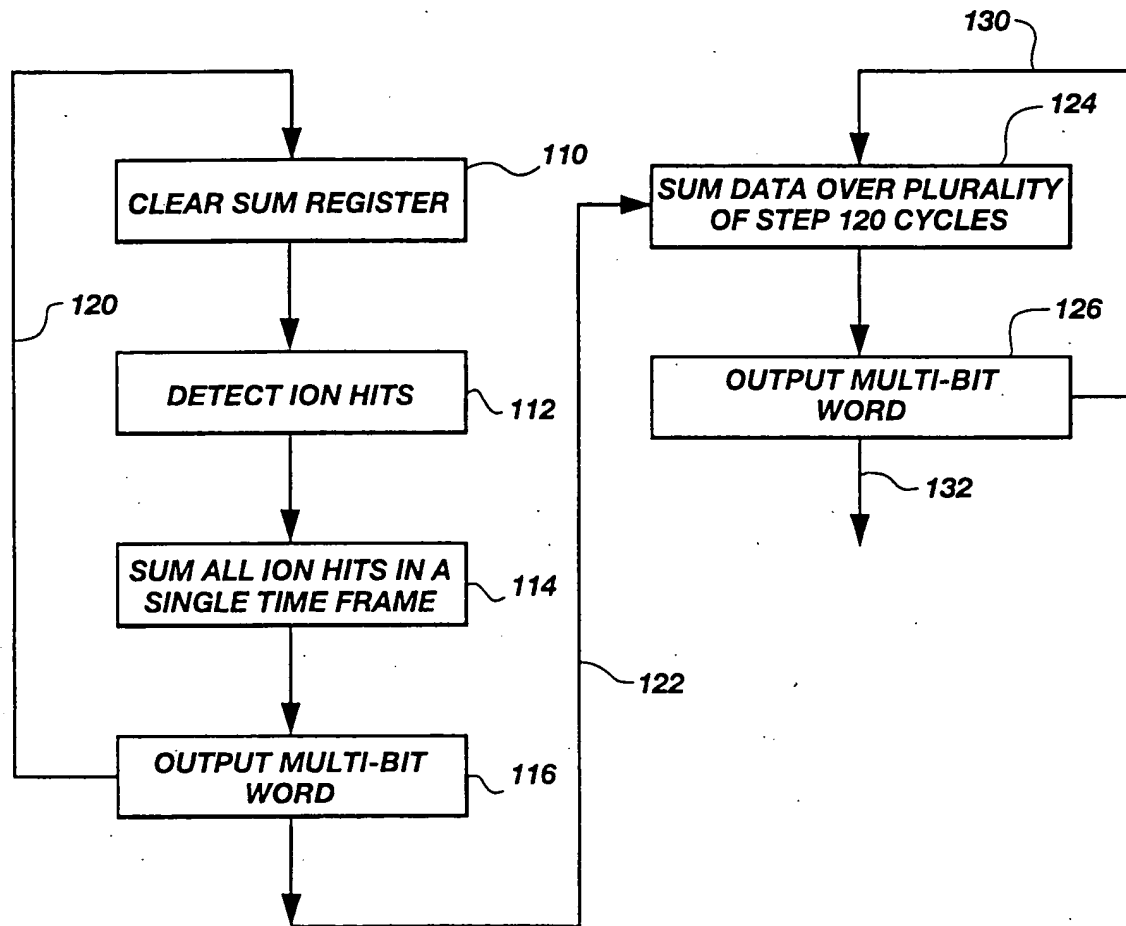 110
CLEAR SUM REGISTER
120
DETECT ION HITS
112
SUM ALL ION HITS IN A
SINGLE TIME FRAME
114
OUTPUT MULTI-BIT
WORD
116
122
130
124
SUM DATA OVER PLURALITY
OF STEP 120 CYCLES
126
OUTPUT MULTI-BIT
WORD
132